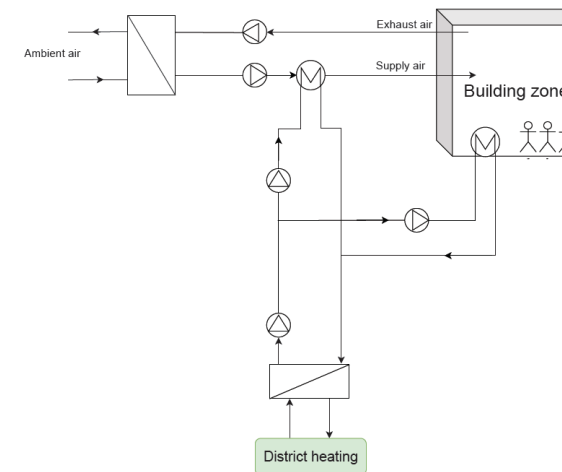 Exhaust air
Ambient air
Supply air
Building zone
District heating